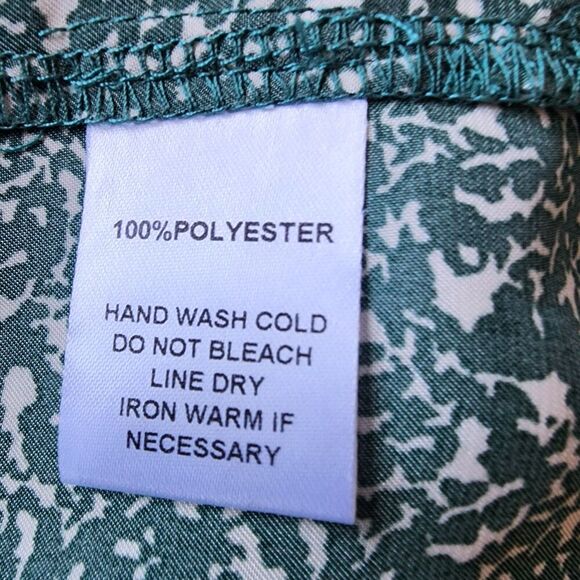 100%POLYESTER
HAND WASH COLD
DO NOT BLEACH
LINE DRY
IRON WARM IF
NECESSARY